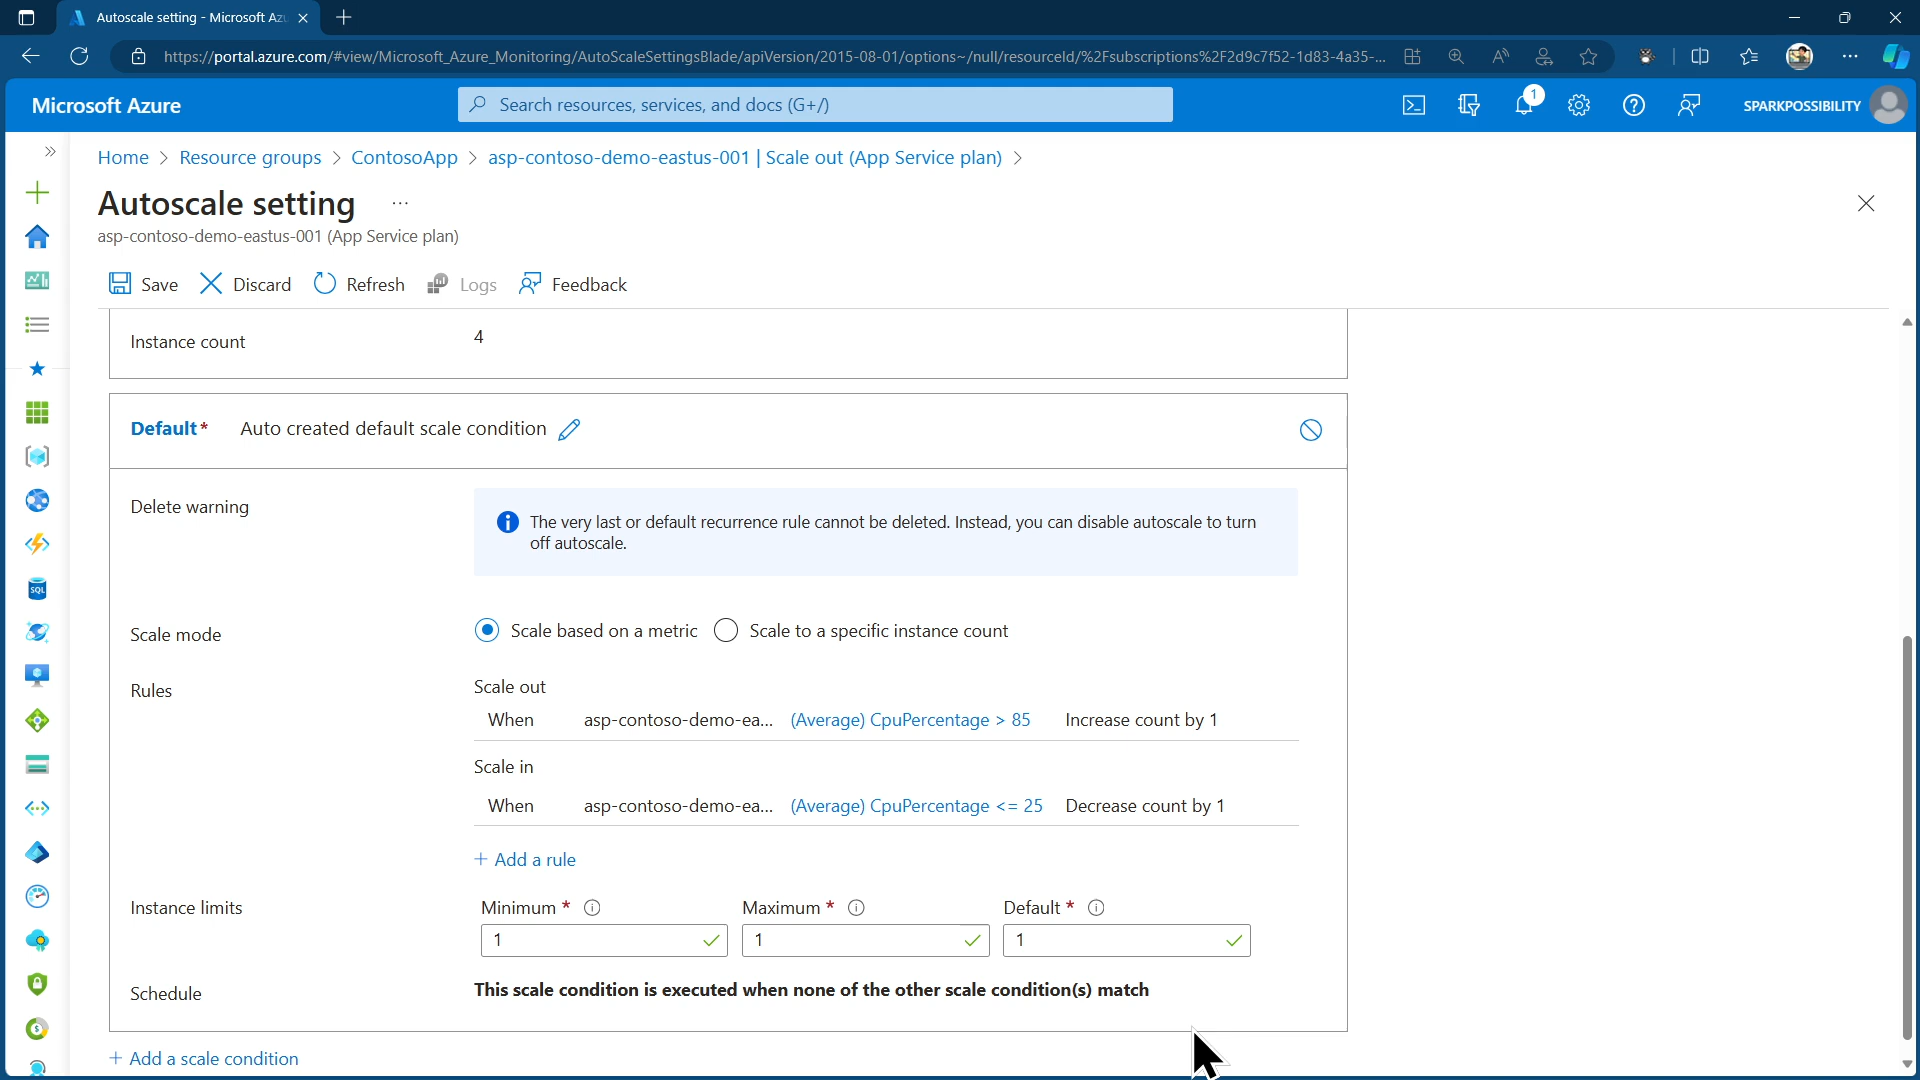 Autoscale setting - Microsoft Az
https://portal.azure.com/#view/Microsoft_Azure_Monitoring/AutoScaleSettingsBlade/apiVersion/2015-08-01/options~/null/resourceId/%2Fsubscriptions%2F2d9c7f52-1d83-4a35-...
Microsoft Azure
Search resources, services, and docs (G+/)
1
SPARKPOSSIBILITY
Home > Resource groups > ContosoApp > asp-contoso-demo-eastus-001 | Scale out (App Service plan) >
Autoscale setting ...
asp-contoso-demo-eastus-001 (App Service plan)
Save Discard Refresh Logs Feedback
Instance count 4
Default* Auto created default scale condition
Delete warning
The very last or default recurrence rule cannot be deleted. Instead, you can disable autoscale to turn
off autoscale.
Scale mode Scale based on a metric Scale to a specific instance count
Rules Scale out
When asp-contoso-demo-ea... (Average) CpuPercentage > 85 Increase count by 1
Scale in
When asp-contoso-demo-ea... (Average) CpuPercentage <= 25 Decrease count by 1
+ Add a rule
Instance limits Minimum * Maximum * Default *
1 1 1
Schedule This scale condition is executed when none of the other scale condition(s) match
+ Add a scale condition
SQL